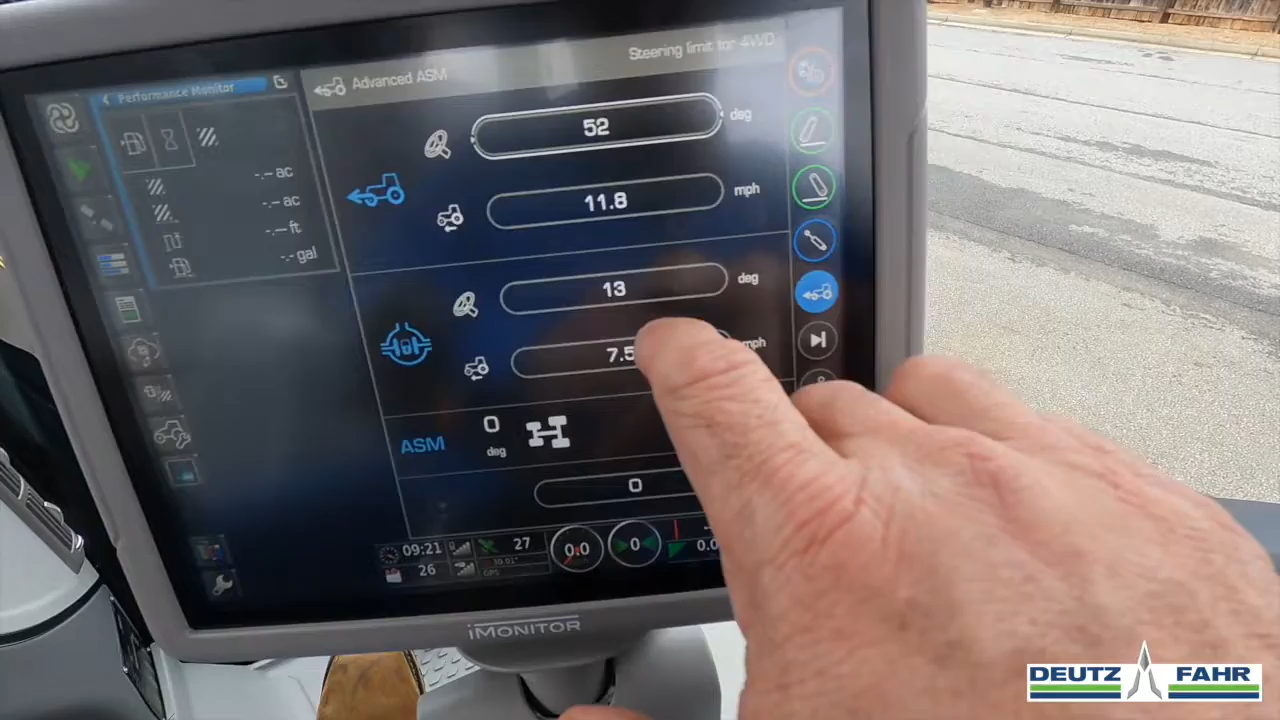 Performance Monitor
-.-- ac
-.-- ac
-.-- ft
-.-- gal
Advanced ASM
Steering limit for 4WD
52 deg
11.8 mph
13 deg
7.5 mph
ASM
0
deg
0
09:21
26
27
GPS
0.0
0
0.0
iMONITOR
DEUTZ FAHR